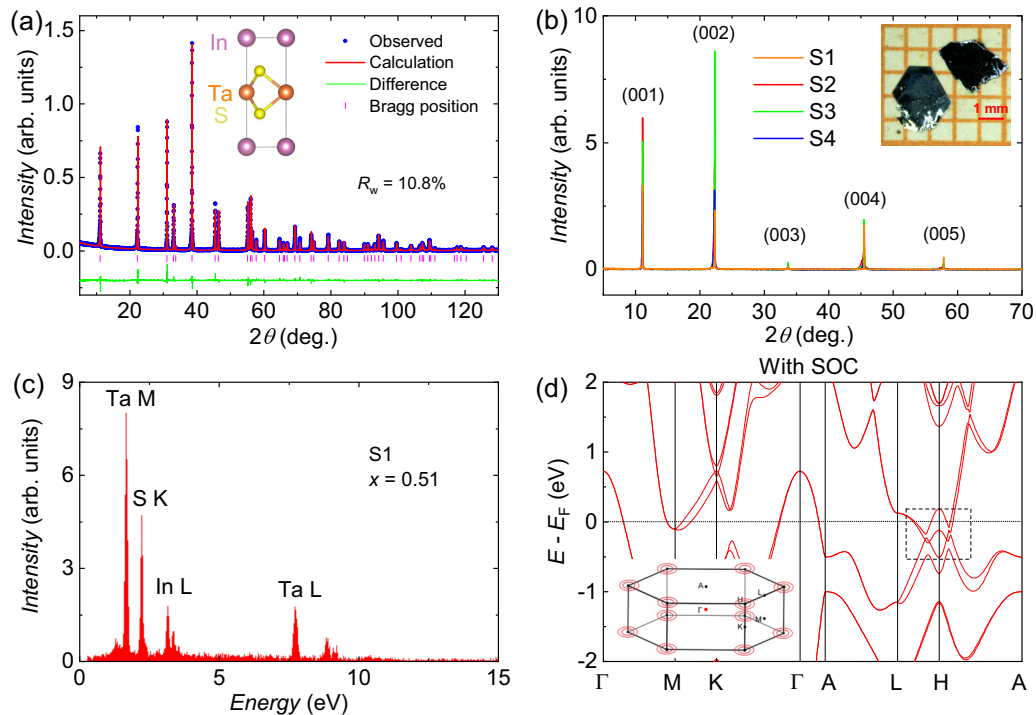 (a)
Intensity (arb. units)
1.5
1.0
0.5
0.0
In
Ta
S
Observed
Calculation
Difference
Bragg position
R_w = 10.8%
20 40 60 80 100 120
2θ (deg.)
(b)
Intensity (arb. units)
10
5
0
(001)
(002)
(003)
(004)
(005)
S1
S2
S3
S4
1 mm
10 20 30 40 50 60 70
2θ (deg.)
(c)
Intensity (arb. units)
9
6
3
0
Ta M
S K
In L
Ta L
S1
x = 0.51
0 5 10 15
Energy (eV)
(d)
With SOC
E - E_F (eV)
2
1
0
-1
-2
A
L
H
Γ
M
K
Γ M K Γ A L H A